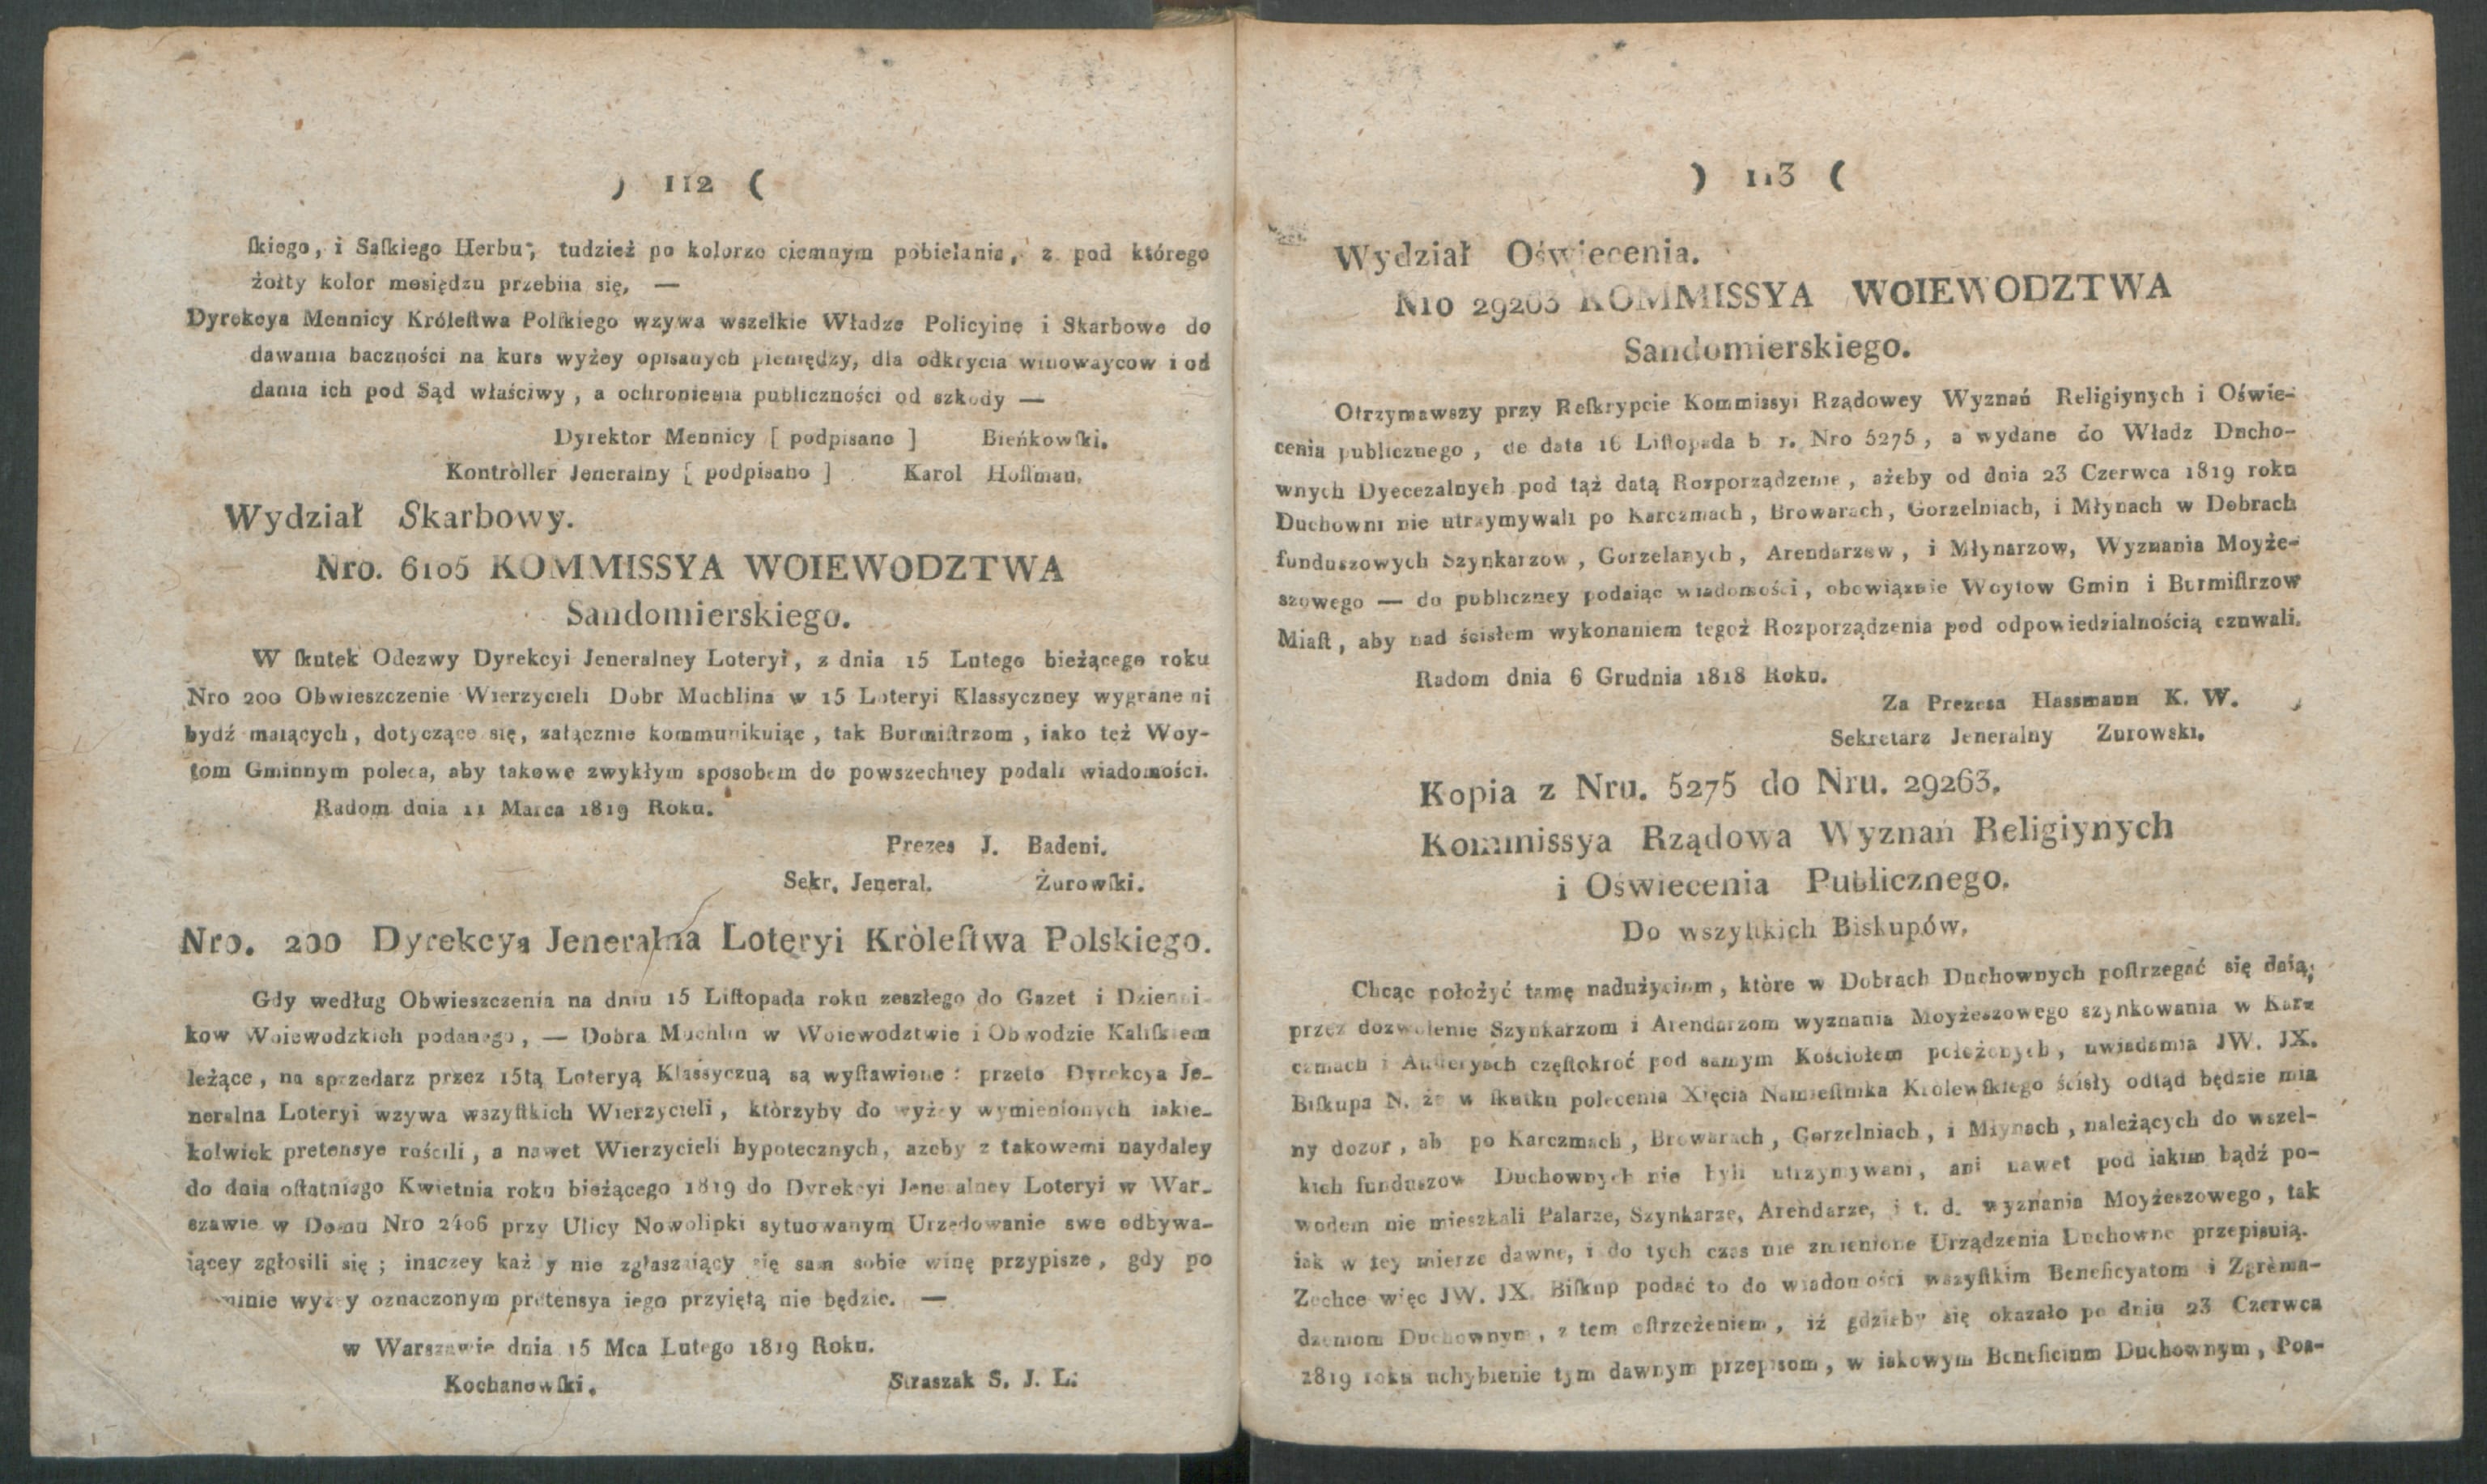 ) 112 (
ſkiego, i Saſkiego Herbu; tudzież po kolorze ciemnym pobielania, z pod którego
żołty kolor mosiędzu przebiia się, —
Dyrekcya Mennicy Króleſtwa Polſkiego wzywa wszelkie Władze Policyine i Skarbowe do
dawania baczności na kurs wyżey opisanych pieniędzy, dla odkrycia winowaycow i od
dania ich pod Sąd właściwy, a ochronienia publiczności od szkody —
Dyrektor Mennicy [ podpisano ] Bieńkowſki.
Kontròller Jeneralny [ podpisano ] Karol Hoffman.
Wydział Skarbowy.
Nro. 6105 KOMMISSYA WOIEWODZTWA
Sandomierskiego.
W ſkutek Odezwy Dyrekcyi Jeneralney Loteryi, z dnia 15 Lutego bieżącego roku
Nro 200 Obwieszczenie Wierzycieli Dobr Muchlina w 15 Loteryi Klassyczney wygranemi
bydź maiących, dotyczące się, załącznie kommunikuiąc, tak Burmiſtrzom, iako też Woy-
tom Gminnym poleca, aby takowe zwykłym sposobem do powszechney podali wiadomości.
Radom dnia 11 Marca 1819 Roku.
Prezes J. Badeni.
Sekr. Jeneral. Żurowſki.
Nro. 200 Dyrekcya Jeneralna Loteryi Kròleſtwa Polskiego.
Gdy według Obwieszczenia na dniu 15 Liſtopada roku zeszłego do Gazet i Dzienni-
kow Woiewodzkich podanego, — Dobra Muchlin w Woiewodztwie i Obwodzie Kaliſkiem
leżące, na sprzedarz przez 15tą Loteryą Klassyczną są wyſtawione: przeto Dyrekcya Je-
neralna Loteryi wzywa wszyſtkich Wierzycieli, ktòrzyby do wyżey wymienionych iakie-
kolwiek pretensye rościli, a nawet Wierzycieli hypotecznych, ażeby z takowemi naydaley
do dnia oſtatniego Kwietnia roku bieżącego 1819 do Dyrekcyi Jeneralney Loteryi w War-
szawie w Domu Nro 2406 przy Ulicy Nowolipki sytuowanym Urzędowanie swe odbywa-
iącey zgłosili się; inaczey każdy nie zgłaszaiący się sam sobie winę przypisze, gdy po
minie wyżey oznaczonym pretensya iego przyiętą nie będzie. —
w Warszawie dnia 15 Mca Lutego 1819 Roku.
Kochanowſki. Straszak S. J. L.
) 113 (
Wydział Oświecenia.
Nro 29263 KOMMISSYA WOIEWODZTWA
Sandomierskiego.
Otrzymawszy przy Reſkrypcie Kommissyi Rządowey Wyznań Religiynych i Oświe-
cenia publicznego, de data 16 Liſtopada b r. Nro 5275, a wydane do Władz Ducho-
wnych Dyecezalnych pod tąż datą Rozporządzenie, ażeby od dnia 23 Czerwca 1819 roku
Duchowni nie utrzymywali po Karczmach, Browarach, Gorzelniach, i Młynach w Dobrach
funduszowych Szynkarzow, Gorzelanych, Arendarzow, i Młynarzow, Wyznania Moyże-
szowego — do publiczney podaiąc wiadomości, obowiązuie Woytow Gmin i Burmiſtrzow
Miaſt, aby nad ścisłem wykonaniem tegoż Rozporządzenia pod odpowiedzialnością czuwali.
Radom dnia 6 Grudnia 1818 Roku.
Za Prezesa Hassmann K. W.
Sekretarz Jeneralny Zurowski.
Kopia z Nru. 5275 do Nru. 29263.
Kommissya Rządowa Wyznań Religiynych
i Oświecenia Publicznego.
Do wszyſtkich Biskupów.
Chcąc położyć tamę nadużyciom, które w Dobrach Duchownych poſtrzegać się daią,
przez dozwolenie Szynkarzom i Arendarzom wyznania Moyżeszowego szynkowania w Karz
czmach i Auſteryach częſtokroć pod samym Kościołem położonych, uwiadamia JW. JX.
Biſkupa N. że w ſkutku polecenia Xięcia Namieſtnika Królewſkiego ścisły odtąd będzie mia
ny dozor, ab po Karczmach, Browarach, Gorzelniach, i Młynach, należących do wszel-
kich funduszow Duchownych nie byli utrzymywani, ani nawet pod iakim bądź po-
wodem nie mieszkali Palarze, Szynkarze, Arendarze, i t. d. wyznania Moyżeszowego, tak
iak w tey mierze dawne, i do tych czas nie zmienione Urządzenia Duchowne przepisuią.
Zechce więc JW. JX. Biſkup podać to do wiadomości wszyſtkim Beneficyatom i Zgròma-
dzeniom Duchownym, z tem oſtrzeżeniem, iż gdzieby się okazało po dniu 23 Czerwca
1819 roku uchybienie tym dawnym przepisom, w iakowym Beneficium Duchownym, Pos-